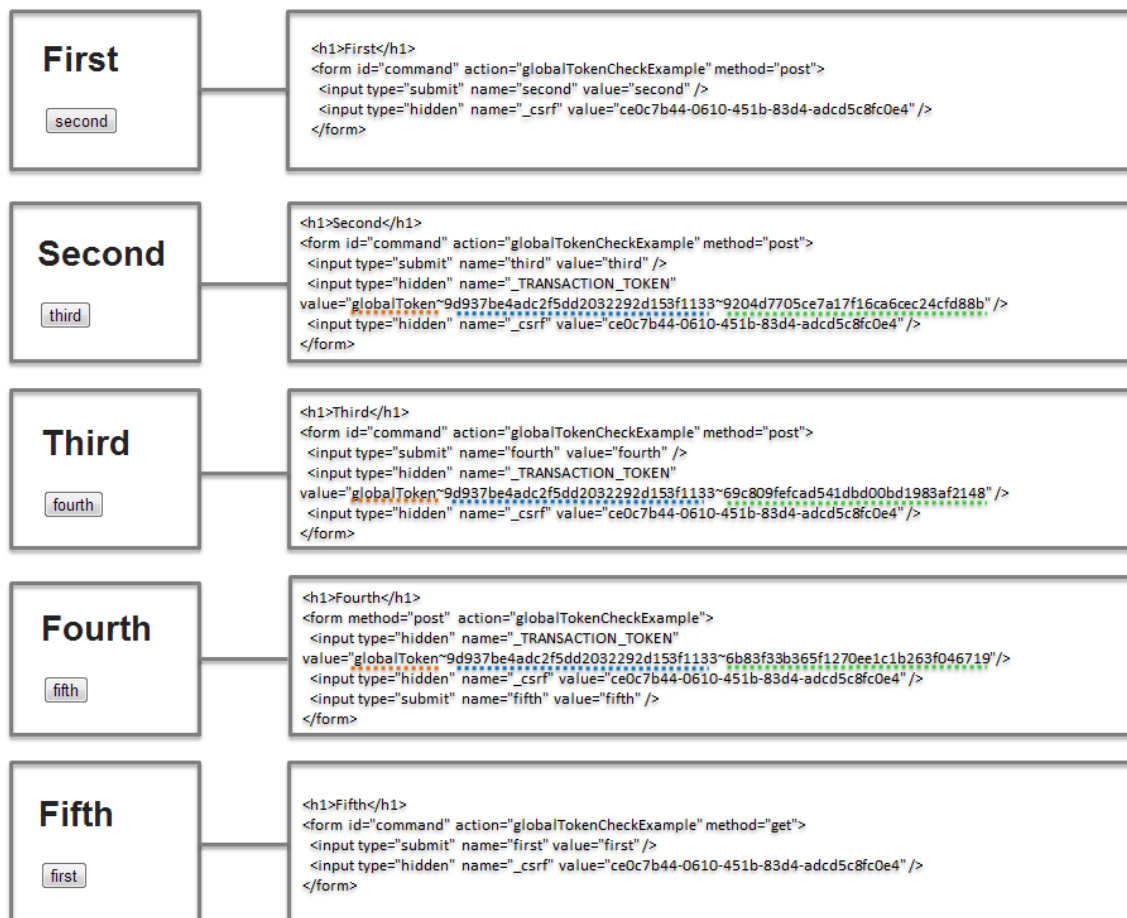 First
second
<h1>First</h1>
<form id="command" action="globalTokenCheckExample" method="post">
<input type="submit" name="second" value="second" />
<input type="hidden" name="_csrf" value="ce0c7b44-0610-451b-83d4-adcd5c8fc0e4" />
</form>
Second
third
<h1>Second</h1>
<form id="command" action="globalTokenCheckExample" method="post">
<input type="submit" name="third" value="third" />
<input type="hidden" name="_TRANSACTION_TOKEN"
value="globalToken~9d937be4adc2f5dd2032292d153f1133~9204d7705ce7a17f16ca6cec24cfd88b" />
<input type="hidden" name="_csrf" value="ce0c7b44-0610-451b-83d4-adcd5c8fc0e4" />
</form>
Third
fourth
<h1>Third</h1>
<form id="command" action="globalTokenCheckExample" method="post">
<input type="submit" name="fourth" value="fourth" />
<input type="hidden" name="_TRANSACTION_TOKEN"
value="globalToken~9d937be4adc2f5dd2032292d153f1133~69c809fefcad541dbd00bd1983af2148" />
<input type="hidden" name="_csrf" value="ce0c7b44-0610-451b-83d4-adcd5c8fc0e4" />
</form>
Fourth
fifth
<h1>Fourth</h1>
<form method="post" action="globalTokenCheckExample">
<input type="hidden" name="_TRANSACTION_TOKEN"
value="globalToken~9d937be4adc2f5dd2032292d153f1133~6b83f33b365f1270ee1c1b263f046719"/>
<input type="hidden" name="_csrf" value="ce0c7b44-0610-451b-83d4-adcd5c8fc0e4" />
<input type="submit" name="fifth" value="fifth" />
</form>
Fifth
first
<h1>Fifth</h1>
<form id="command" action="globalTokenCheckExample" method="get">
<input type="submit" name="first" value="first" />
<input type="hidden" name="_csrf" value="ce0c7b44-0610-451b-83d4-adcd5c8fc0e4" />
</form>